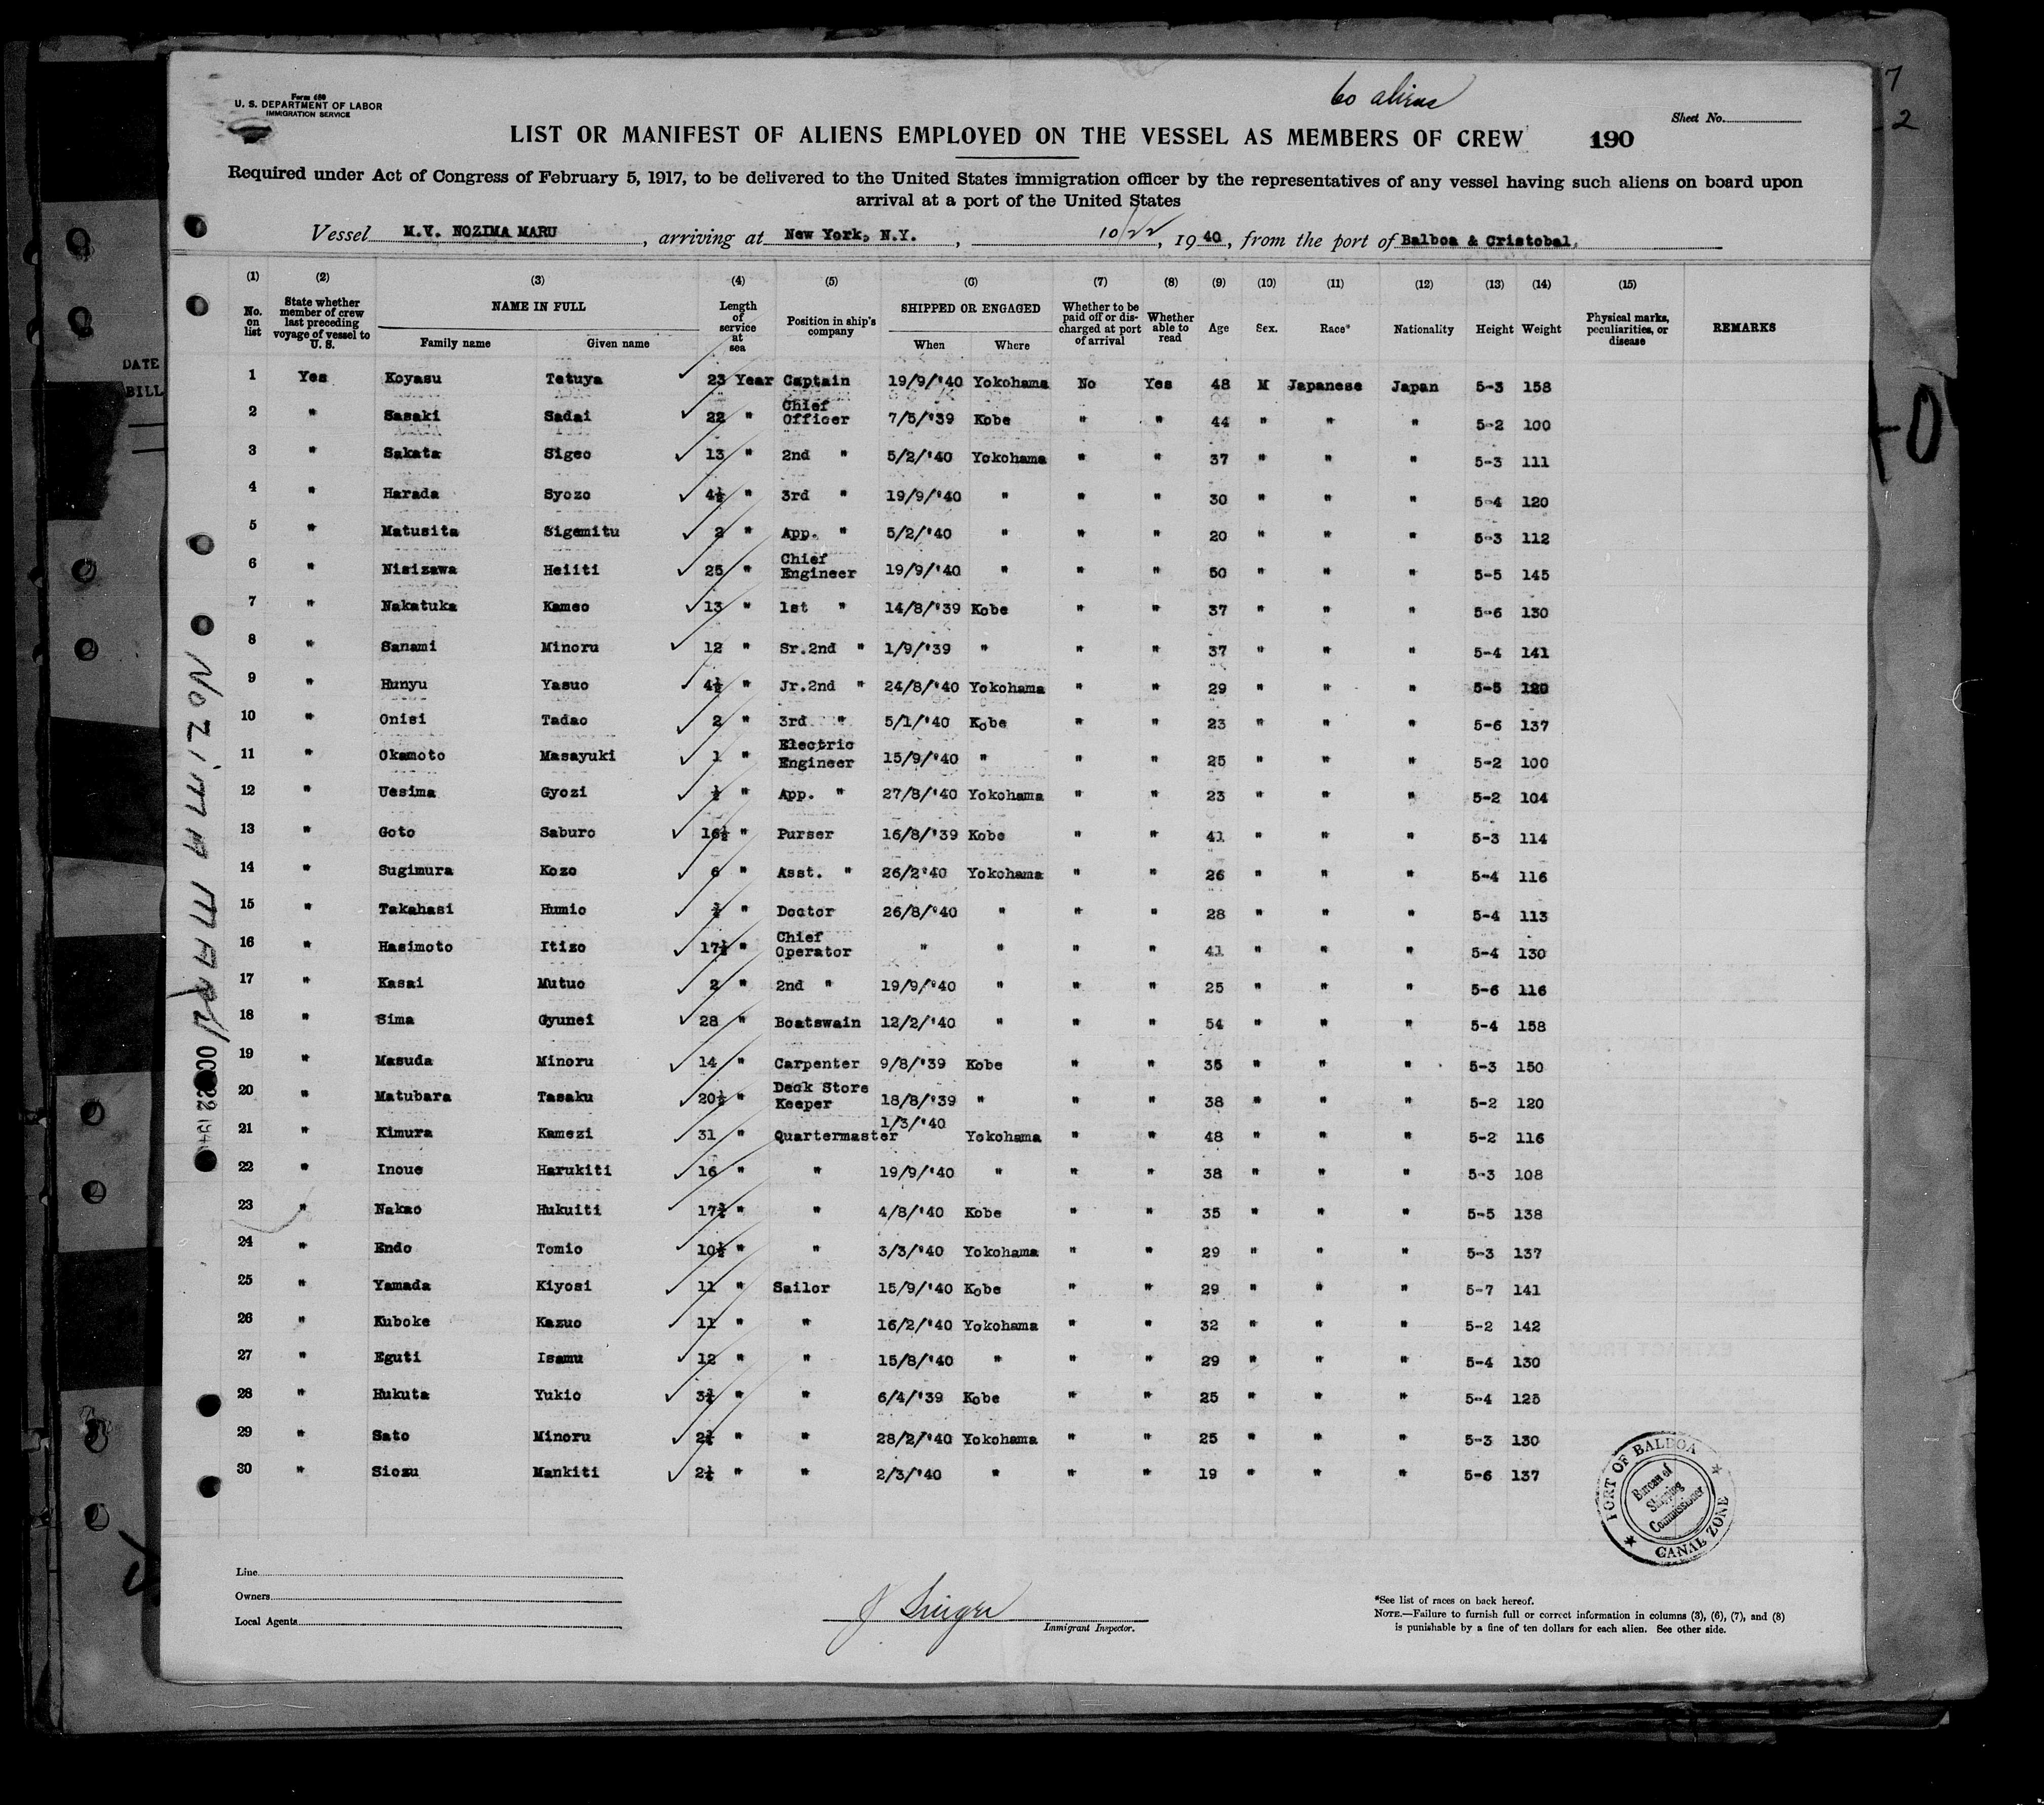 Form 680
U. S. DEPARTMENT OF LABOR
IMMIGRATION SERVICE
60 aliens
Sheet No.
7
2
LIST OR MANIFEST OF ALIENS EMPLOYED ON THE VESSEL AS MEMBERS OF CREW 190
Required under Act of Congress of February 5, 1917, to be delivered to the United States immigration officer by the representatives of any vessel having such aliens on board upon
arrival at a port of the United States
Vessel M.V. NOZIMA MARU, arriving at New York, N.Y., 10/22, 1940, from the port of Balboa & Cristobal.
(1) (2) (3) (4) (5) (6) (7) (8) (9) (10) (11) (12) (13) (14) (15)
No. on list State whether member of crew last preceding voyage of vessel to U. S. NAME IN FULL Family name Given name Length of service at sea Position in ship's company SHIPPED OR ENGAGED When Where Whether to be paid off or discharged at port of arrival Whether able to read Age Sex. Race* Nationality Height Weight Physical marks, peculiarities, or disease REMARKS
1 Yes Koyasu Tetuya 23 Year Captain 19/9/'40 Yokohama No Yes 48 M Japanese Japan 5-3 158
2 " Sasaki Sadai 22 " Chief Officer 7/5/'39 Kobe " " 44 " " " 5-2 100
3 " Sakata Sigeo 13 " 2nd " 5/2/'40 Yokohama " " 37 " " " 5-3 111
4 " Harada Syozo 4½ " 3rd " 19/9/'40 " " " 30 " " " 5-4 120
5 " Matusita Sigemitu 2 " App. " 5/2/'40 " " " 20 " " " 5-3 112
6 " Nisizawa Heiiti 25 " Chief Engineer 19/9/'40 " " " 50 " " " 5-5 145
7 " Nakatuka Kameo 13 " 1st " 14/8/'39 Kobe " " 37 " " " 5-6 130
8 " Sanami Minoru 12 " Sr.2nd " 1/9/'39 " " " 37 " " " 5-4 141
9 " Hunyu Yasuo 4½ " Jr.2nd " 24/8/'40 Yokohama " " 29 " " " 5-5 120
10 " Onisi Tadao 2 " 3rd " 5/1/'40 Kobe " " 23 " " " 5-6 137
11 " Okamoto Masayuki 1 " Electric Engineer 15/9/'40 " " " 25 " " " 5-2 100
12 " Uesima Gyozi " App. " 27/8/'40 Yokohama " " 23 " " " 5-2 104
13 " Goto Saburo 16½ " Purser 16/8/'39 Kobe " " 41 " " " 5-3 114
14 " Sugimura Kozo 6 " Asst. " 26/2'40 Yokohama " " 26 " " " 5-4 116
15 " Takahasi Humio " Doctor 26/8/'40 " " " 28 " " " 5-4 113
16 " Hasimoto Itizo 17½ " Chief Operator " " " " 41 " " " 5-4 130
17 " Kasai Mutuo 2 " 2nd " 19/9/'40 " " " 25 " " " 5-6 116
18 " Sima Gyunei 28 " Boatswain 12/2/'40 " " " 54 " " " 5-4 158
19 " Masuda Minoru 14 " Carpenter 9/8/'39 Kobe " " 35 " " " 5-3 150
20 " Matubara Tasaku 20½ " Deck Store Keeper 18/8/'39 " " " 38 " " " 5-2 120
21 " Kimura Kamezi 31 " Quartermaster 1/3/'40 Yokohama " " 48 " " " 5-2 116
22 " Inoue Harukiti 16 " " 19/9/'40 " " " 38 " " " 5-3 108
23 " Nakao Hukuiti " " 4/8/'40 Kobe " " 35 " " " 5-5 138
24 " Endo Tomio 10½ " " 3/3/'40 Yokohama " " 29 " " " 5-3 137
25 " Yamada Kiyosi 11 " Sailor 15/9/'40 Kobe " " 29 " " " 5-7 141
26 " Kuboke Kazuo 11 " " 16/2/'40 Yokohama " " 32 " " " 5-2 142
27 " Eguti Isamu 12 " " 15/8/'40 " " " 29 " " " 5-4 130
28 " Hukuta Yukio " " 6/4/'39 Kobe " " 25 " " " 5-4 125
29 " Sato Minoru " " 28/2/'40 Yokohama " " 25 " " " 5-3 130
30 " Siozu Mankiti " " 2/3/'40 " " " 19 " " " 5-6 137
Nozima Maru
OCT 22 1940
DATE
BILL
PORT OF BALBOA
Bureau of
Shipping
Commissioner
CANAL ZONE
Line
Owners
Local Agents
Immigrant Inspector.
*See list of races on back hereof.
NOTE.—Failure to furnish full or correct information in columns (3), (6), (7), and (8)
is punishable by a fine of ten dollars for each alien. See other side.